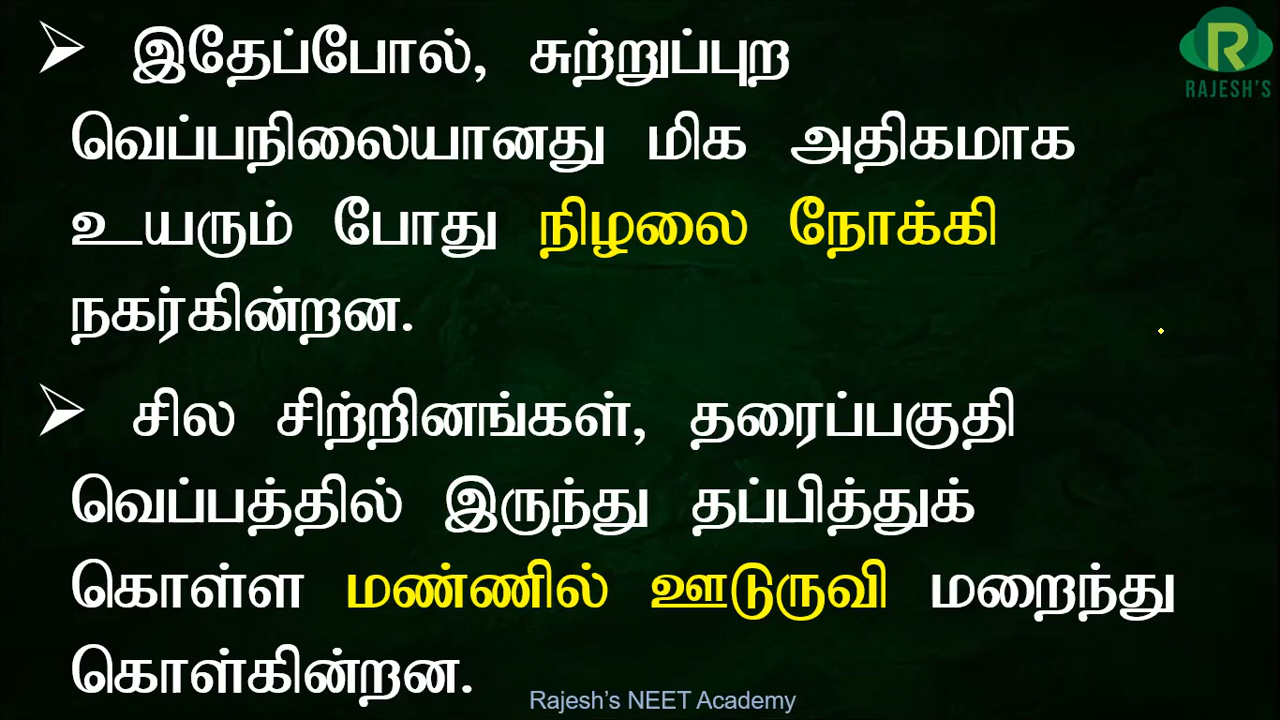 ➢ இதேப்போல், சுற்றுப்புற
வெப்பநிலையானது மிக அதிகமாக
உயரும் போது நிழலை நோக்கி
நகர்கின்றன.
➢ சில சிற்றினங்கள், தரைப்பகுதி
வெப்பத்தில் இருந்து தப்பித்துக்
கொள்ள மண்ணில் ஊடுருவி மறைந்து
கொள்கின்றன.
R
RAJESH'S
Rajesh's NEET Academy